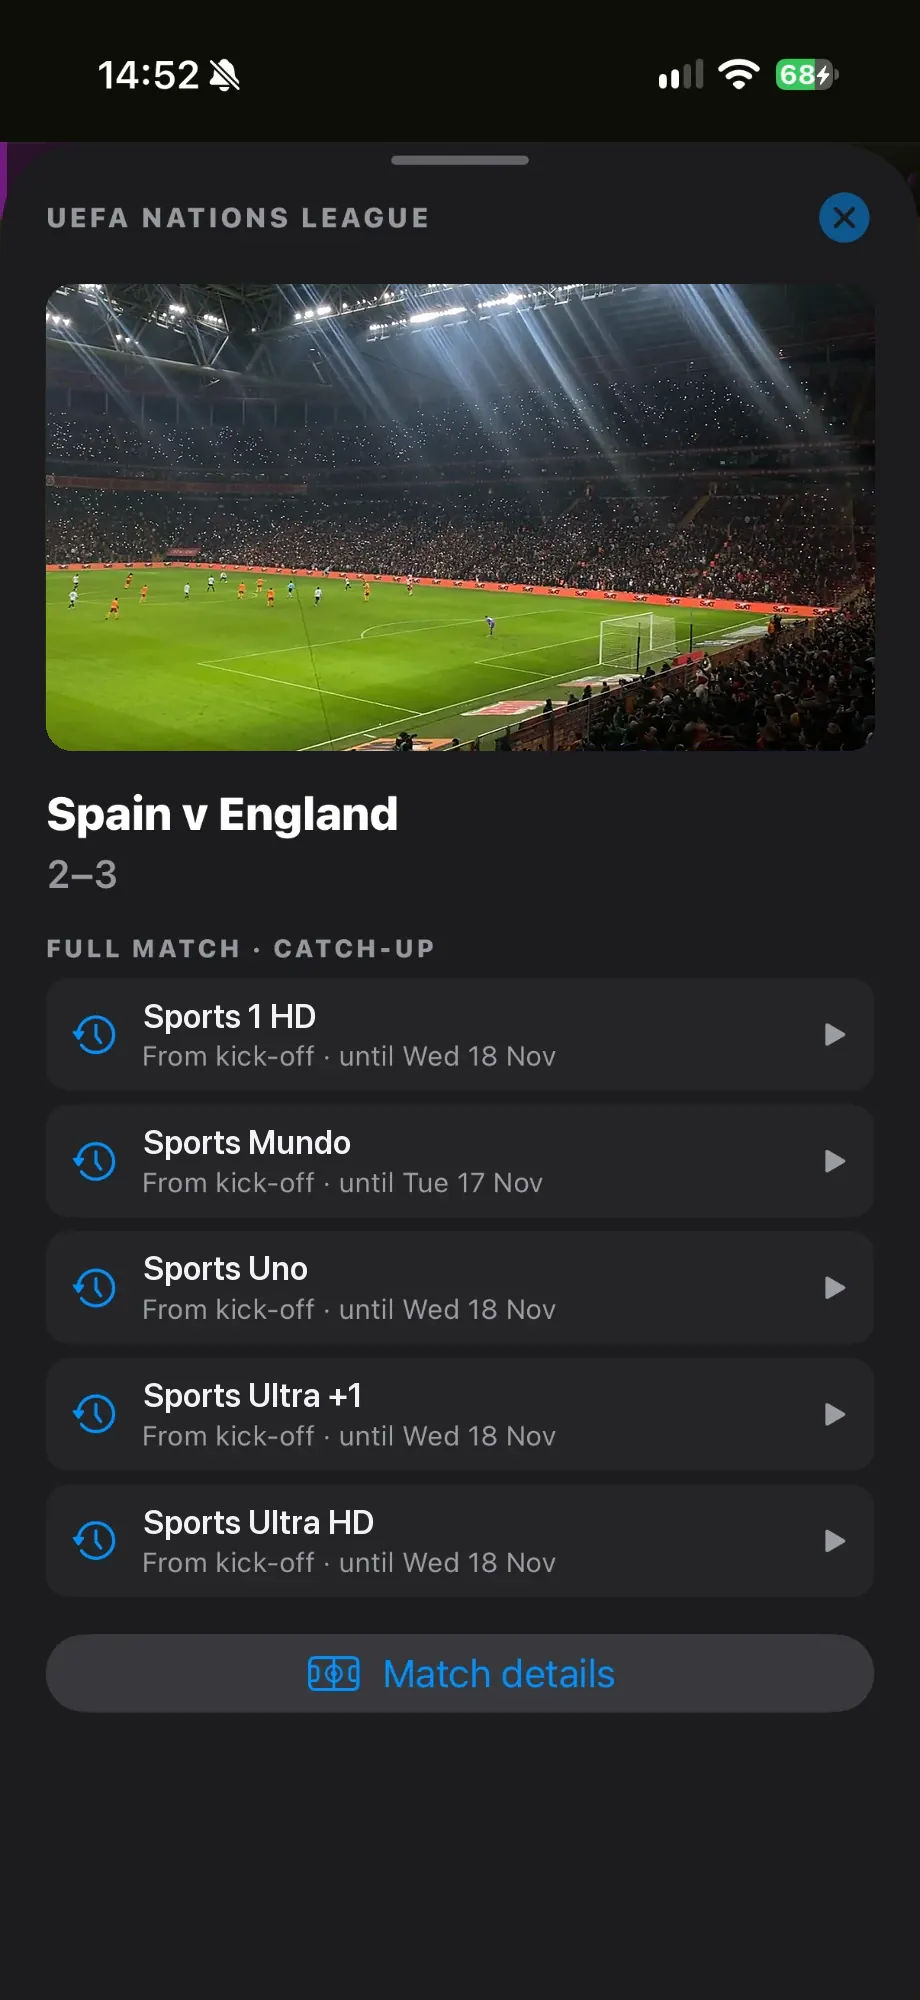 14:52
68
UEFA NATIONS LEAGUE
Spain v England
2–3
FULL MATCH · CATCH-UP
Sports 1 HD
From kick-off · until Wed 18 Nov
Sports Mundo
From kick-off · until Tue 17 Nov
Sports Uno
From kick-off · until Wed 18 Nov
Sports Ultra +1
From kick-off · until Wed 18 Nov
Sports Ultra HD
From kick-off · until Wed 18 Nov
Match details